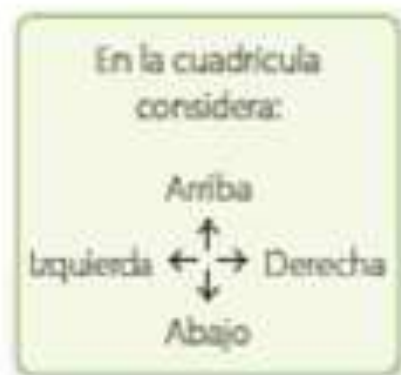 En la cuadrícula
considera:
Arriba
Izquierda ← → Derecha
Abajo